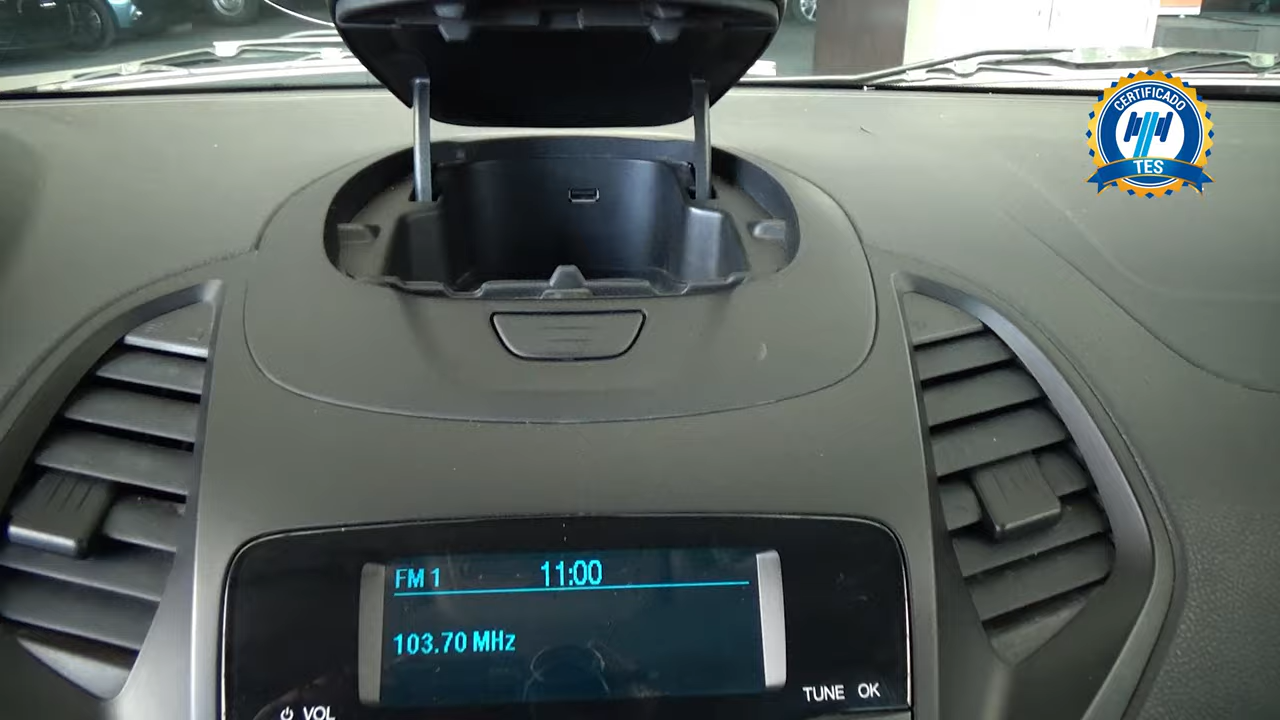 CERTIFICADO
TES
FM 1 11:00
103.70 MHz
TUNE OK
VOL